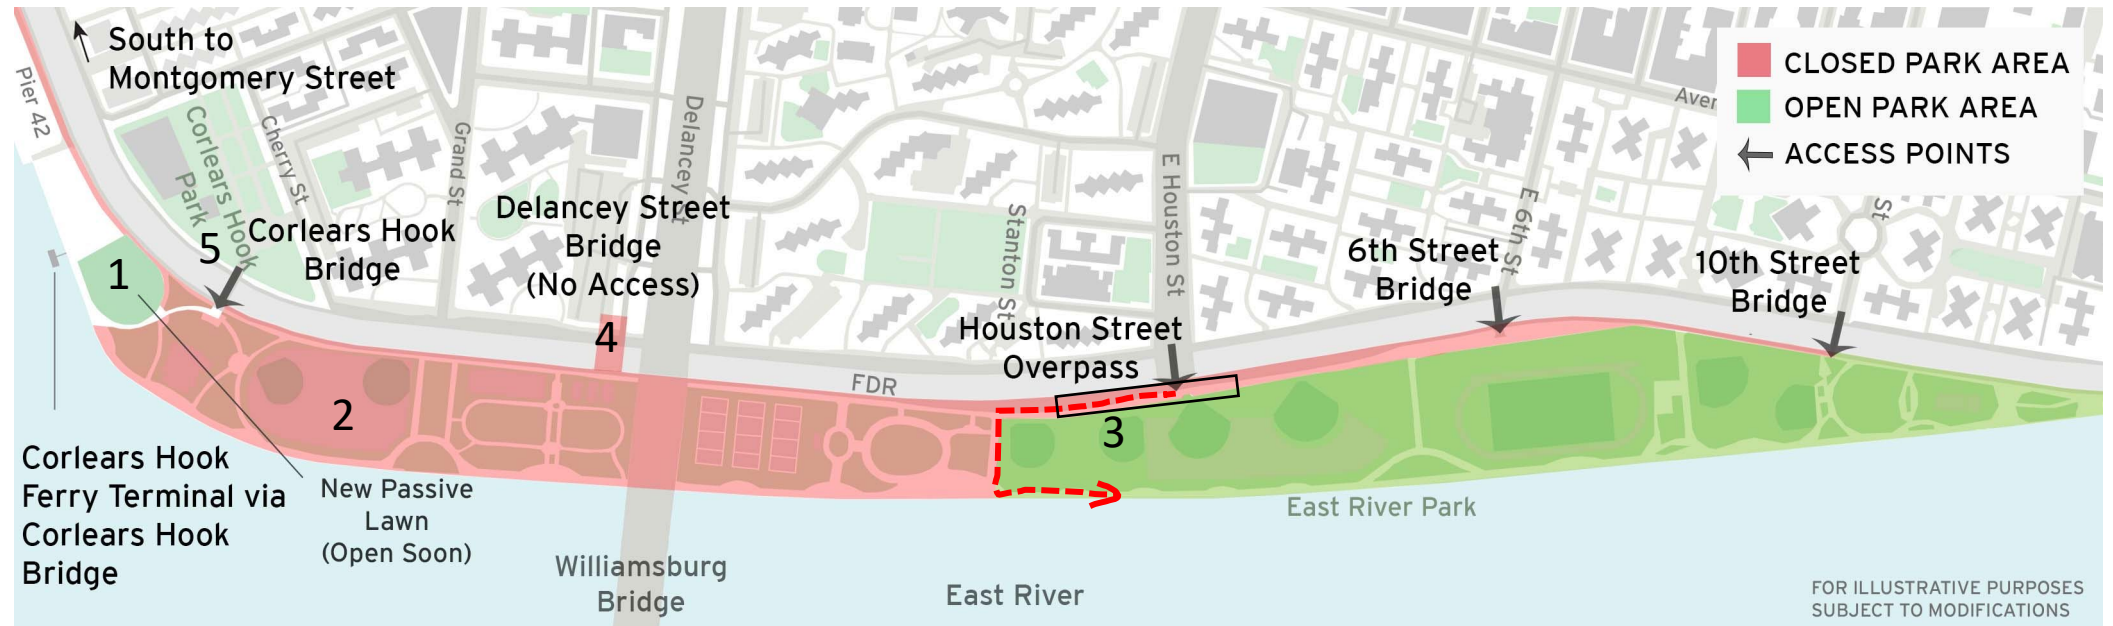 South to
Montgomery Street
Pier 42
Corlears Hook
Park
Cherry St
Grand St
Delancey St
5
Corlears Hook
Bridge
1
Delancey Street
Bridge
(No Access)
4
2
Stanton St
E Houston St
Houston Street
Overpass
FDR
3
6th Street
Bridge
E 6th St
10th Street
Bridge
St
CLOSED PARK AREA
OPEN PARK AREA
ACCESS POINTS
Aven
Corlears Hook
Ferry Terminal via
Corlears Hook
Bridge
New Passive
Lawn
(Open Soon)
Williamsburg
Bridge
East River
East River Park
FOR ILLUSTRATIVE PURPOSES
SUBJECT TO MODIFICATIONS